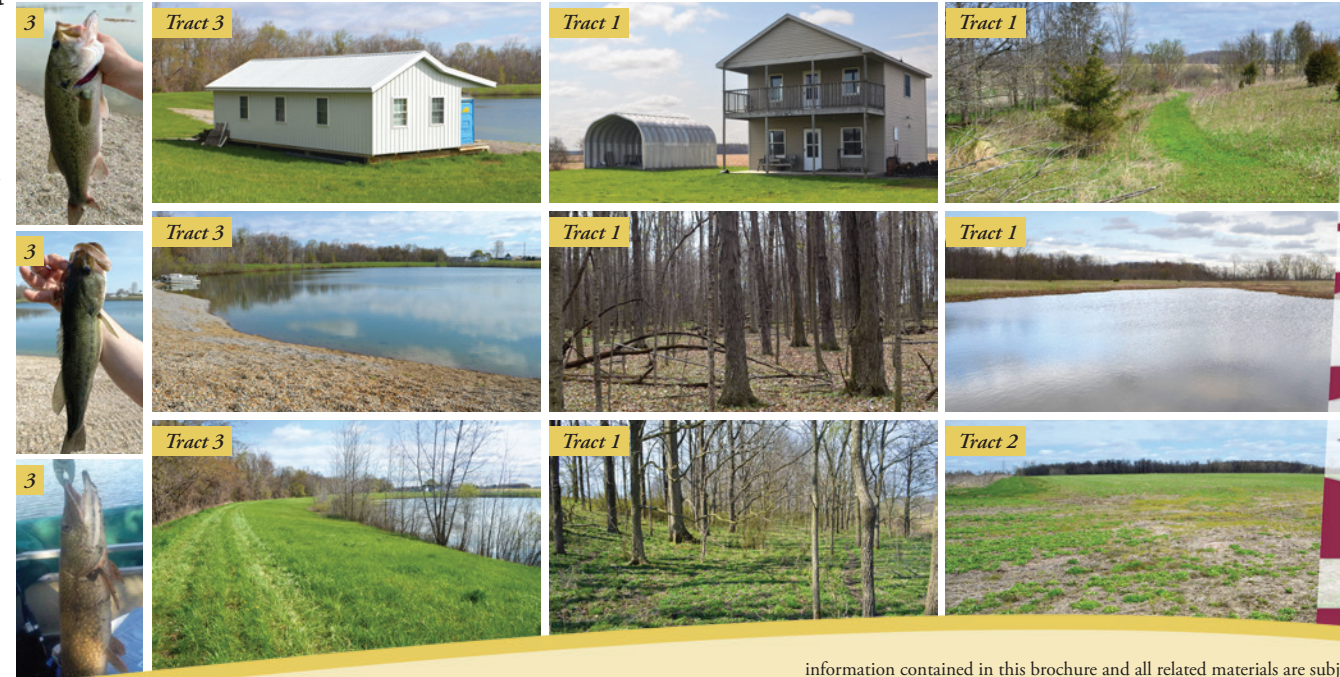 3
Tract 3
Tract 1
Tract 1
3
Tract 3
Tract 1
Tract 1
3
Tract 3
Tract 1
Tract 2
information contained in this brochure and all related materials are subj